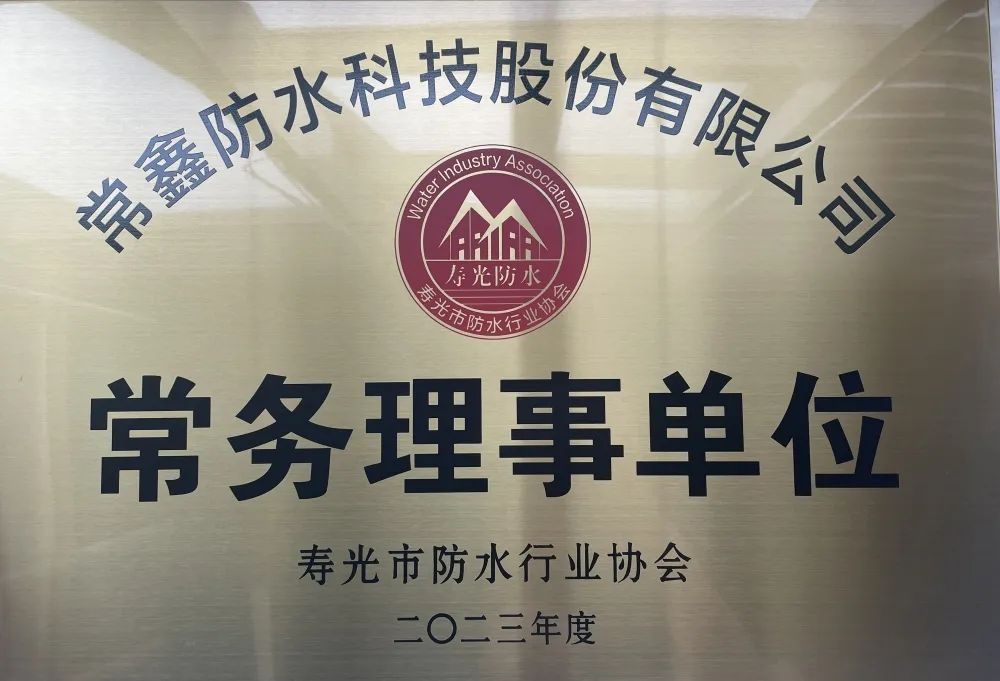 常鑫防水科技股份有限公司
Water Industry Association
寿光防水
寿光市防水行业协会
常务理事单位
寿光市防水行业协会
二〇二三年度